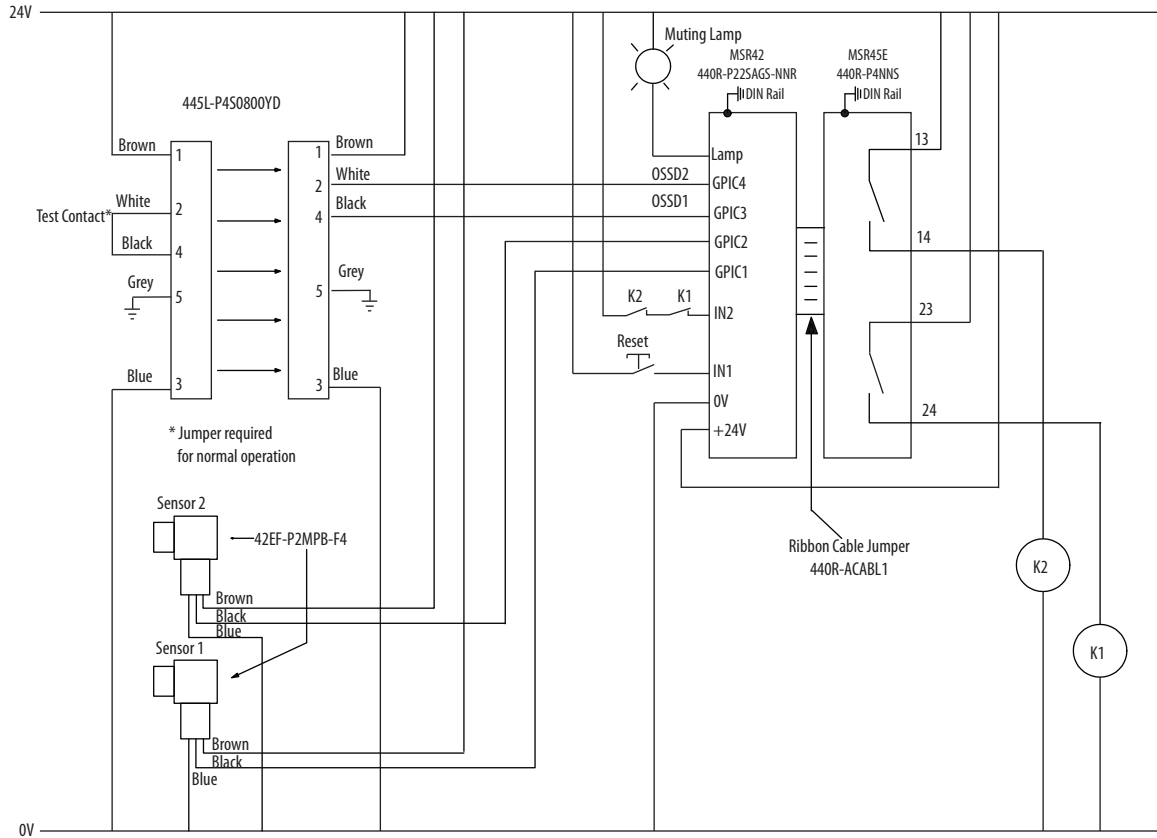 24V
Muting Lamp
MSR42
440R-P22SAGS-NNR
DIN Rail
MSR45E
440R-P4NNS
DIN Rail
445L-P4S0800YD
Brown
1
White
2
Test Contact*
Black
4
Grey
5
Blue
3
1
Brown
2
White
4
Black
5
Grey
3
Blue
* Jumper required
for normal operation
OSSD2
OSSD1
K2
K1
Reset
Lamp
GPIC4
GPIC3
GPIC2
GPIC1
IN2
IN1
0V
+24V
13
14
23
24
Ribbon Cable Jumper
440R-ACABL1
K2
K1
Sensor 2
42EF-P2MPB-F4
Brown
Black
Blue
Sensor 1
Brown
Black
Blue
0V